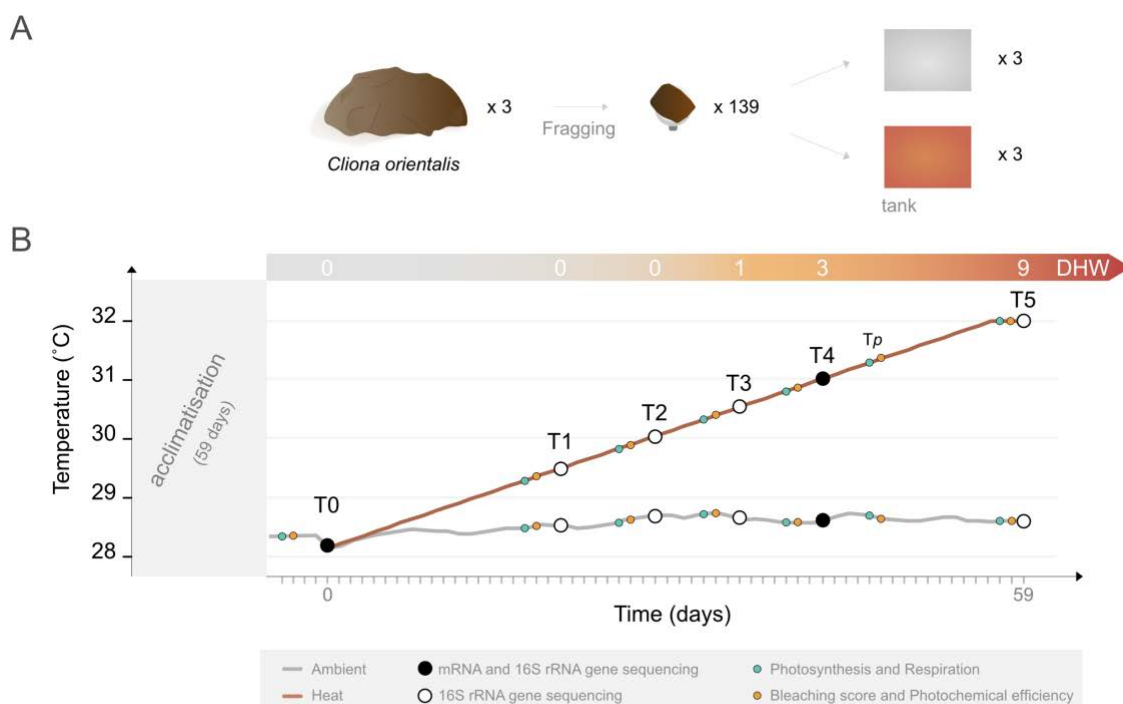 A
x 3
Fragging
x 139
x 3
x 3
Cliona orientalis
tank
B
0 0 0 1 3 9 DHW
Temperature (˚C)
32
31
30
29
28
acclimatisation
(59 days)
T0
T1
T2
T3
T4
Tp
T5
0
59
Time (days)
Ambient
Heat
mRNA and 16S rRNA gene sequencing
16S rRNA gene sequencing
Photosynthesis and Respiration
Bleaching score and Photochemical efficiency